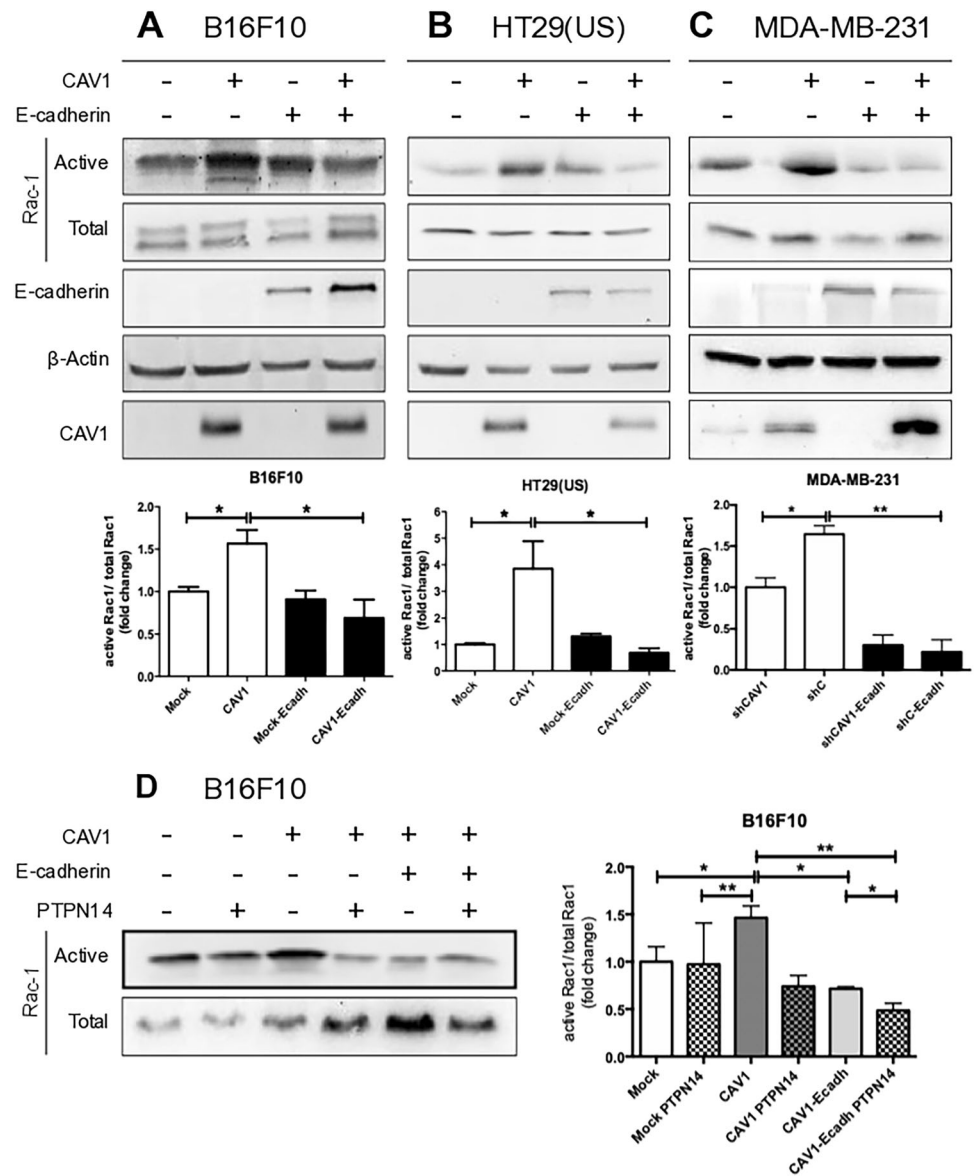 A B16F10
B HT29(US)
C MDA-MB-231
CAV1 - + - + - + - + - + - +
E-cadherin - - + + - - + + - - + +
Rac-1
Active
Total
E-cadherin
β-Actin
CAV1
B16F10
active Rac1/ total Rac1
(fold change)
2.0
1.5
1.0
0.5
0.0
* *
Mock
CAV1
Mock-Ecadh
CAV1-Ecadh
HT29(US)
active Rac1/ total Rac1
(fold change)
6
5
4
2
1
0
* *
Mock
CAV1
Mock-Ecadh
CAV1-Ecadh
MDA-MB-231
active Rac1/ total Rac1
(fold change)
2.0
1.5
1.0
0.5
0.0
* **
shCAV1
shC
shCAV1-Ecadh
shC-Ecadh
D B16F10
CAV1 - - + + + +
E-cadherin - - - - + +
PTPN14 - + - + - +
Rac-1
Active
Total
B16F10
active Rac1/total Rac1
(fold change)
2.0
1.5
1.0
0.5
0.0
**
* *
** *
Mock
Mock PTPN14
CAV1
CAV1 PTPN14
CAV1-Ecadh
CAV1-Ecadh PTPN14